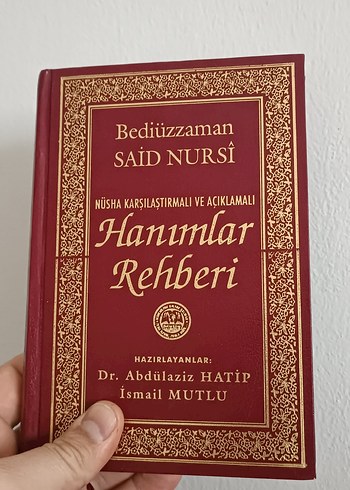 Bediüzzaman
SAİD NURSÎ
NÜSHA KARŞILAŞTIRMALI VE AÇIKLAMALI
Hanımlar
Rehberi
HAZIRLAYANLAR:
Dr. Abdülaziz HATİP
İsmail MUTLU